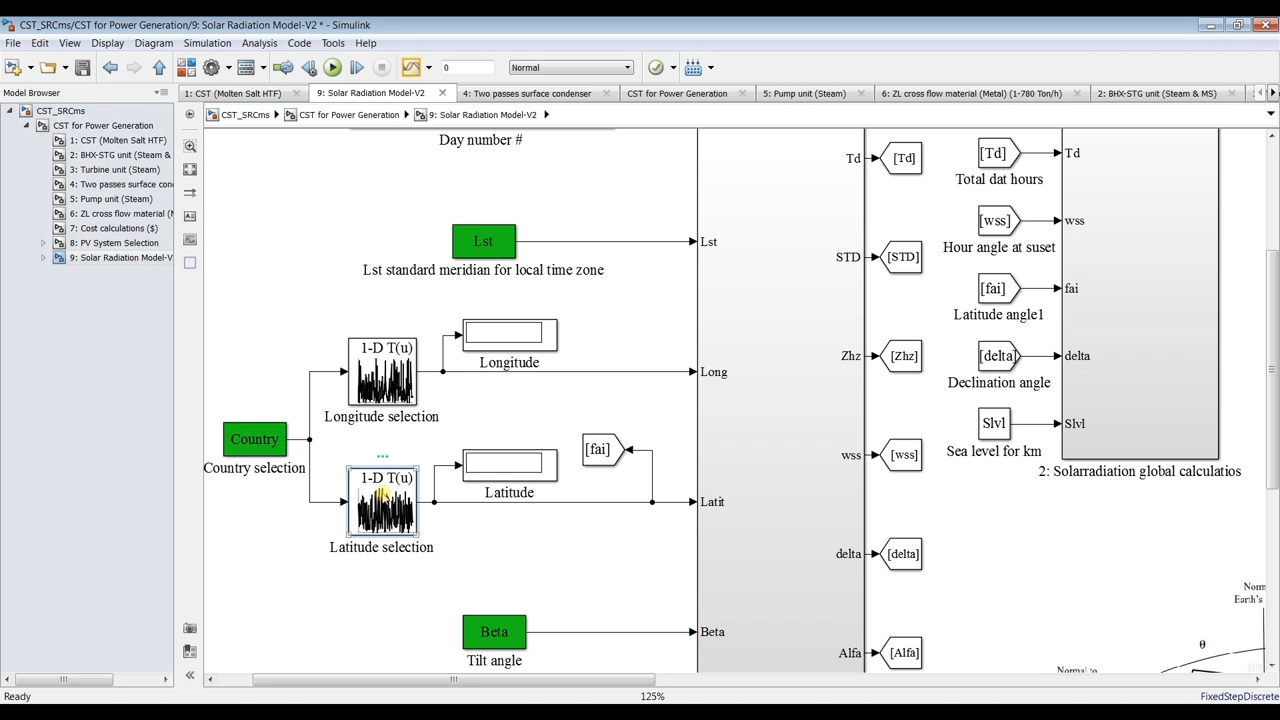 CST_SRCms/CST for Power Generation/9: Solar Radiation Model-V2 * - Simulink
File Edit View Display Diagram Simulation Analysis Code Tools Help
0 Normal
Model Browser
1: CST (Molten Salt HTF) 9: Solar Radiation Model-V2 4: Two passes surface condenser CST for Power Generation 5: Pump unit (Steam) 6: ZL cross flow material (Metal) (1-780 Ton/h) 2: BHX-STG unit (Steam & MS)
CST_SRCms CST for Power Generation 9: Solar Radiation Model-V2
CST_SRCms
CST for Power Generation
1: CST (Molten Salt HTF)
2: BHX-STG unit (Steam &
3: Turbine unit (Steam)
4: Two passes surface con
5: Pump unit (Steam)
6: ZL cross flow material (M
7: Cost calculations ($)
8: PV System Selection
9: Solar Radiation Model-V
Day number #
Lst
Lst standard meridian for local time zone
1-D T(u)
Longitude selection
Longitude
Country
Country selection
1-D T(u)
Latitude selection
Latitude
[fai]
Beta
Tilt angle
Lst
Long
Latit
Beta
Td [Td]
STD [STD]
Zhz [Zhz]
wss [wss]
delta [delta]
Alfa [Alfa]
[Td] Td
Total dat hours
[wss] wss
Hour angle at suset
[fai] fai
Latitude angle1
[delta] delta
Declination angle
Slvl Slvl
Sea level for km
2: Solarradiation global calculatios
Norm
Earth's
θ
Normal to
Ready 125% FixedStepDiscrete